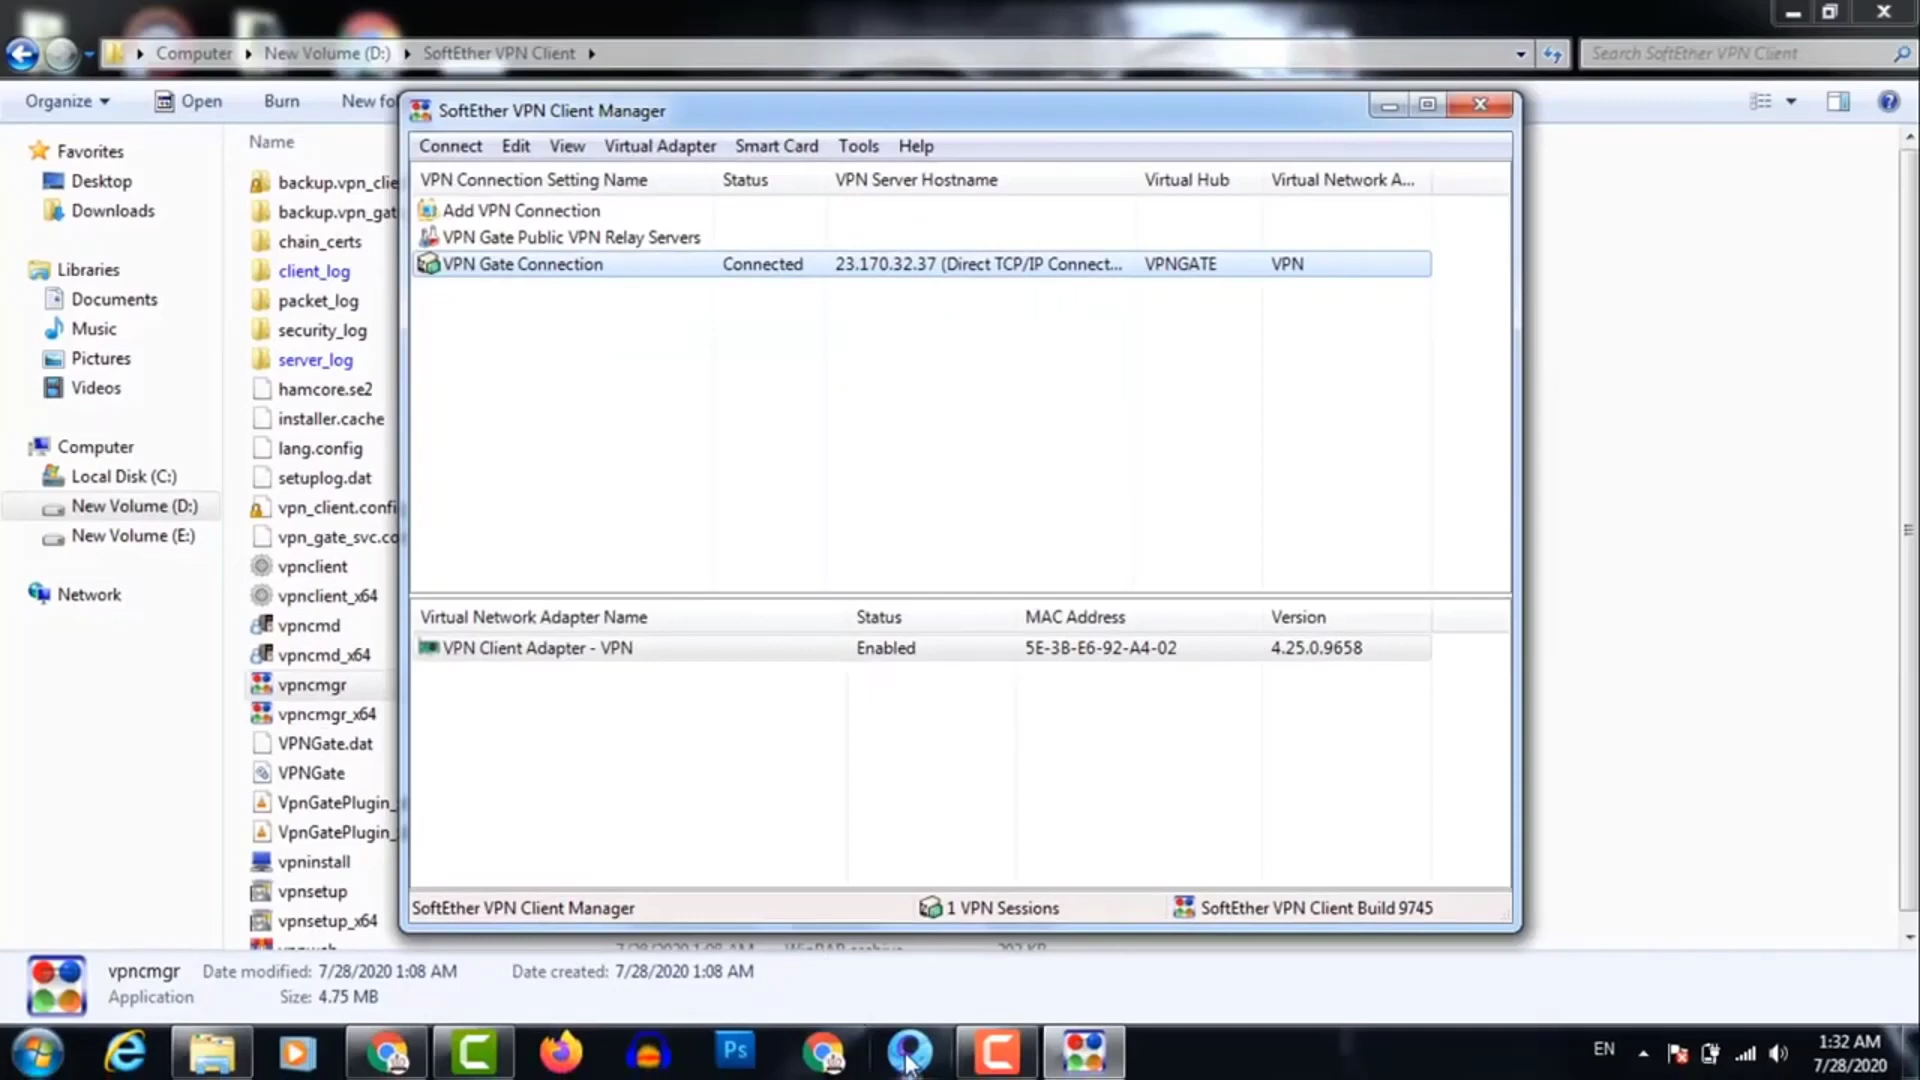 Computer New Volume (D:) SoftEther VPN Client
Search SoftEther VPN Client
Organize Open Burn New fo
Favorites
Desktop
Downloads
Libraries
Documents
Music
Pictures
Videos
Computer
Local Disk (C:)
New Volume (D:)
New Volume (E:)
Network
Name
backup.vpn_clie
backup.vpn_gat
chain_certs
client_log
packet_log
security_log
server_log
hamcore.se2
installer.cache
lang.config
setuplog.dat
vpn_client.confi
vpn_gate_svc.co
vpnclient
vpnclient_x64
vpncmd
vpncmd_x64
vpncmgr
vpncmgr_x64
VPNGate.dat
VPNGate
VpnGatePlugin_
VpnGatePlugin_
vpninstall
vpnsetup
vpnsetup_x64
SoftEther VPN Client Manager
Connect Edit View Virtual Adapter Smart Card Tools Help
VPN Connection Setting Name Status VPN Server Hostname Virtual Hub Virtual Network A...
Add VPN Connection
VPN Gate Public VPN Relay Servers
VPN Gate Connection Connected 23.170.32.37 (Direct TCP/IP Connect... VPNGATE VPN
Virtual Network Adapter Name Status MAC Address Version
VPN Client Adapter - VPN Enabled 5E-3B-E6-92-A4-02 4.25.0.9658
SoftEther VPN Client Manager 1 VPN Sessions SoftEther VPN Client Build 9745
vpncmgr Date modified: 7/28/2020 1:08 AM Date created: 7/28/2020 1:08 AM
Application Size: 4.75 MB
Ps
EN
1:32 AM
7/28/2020